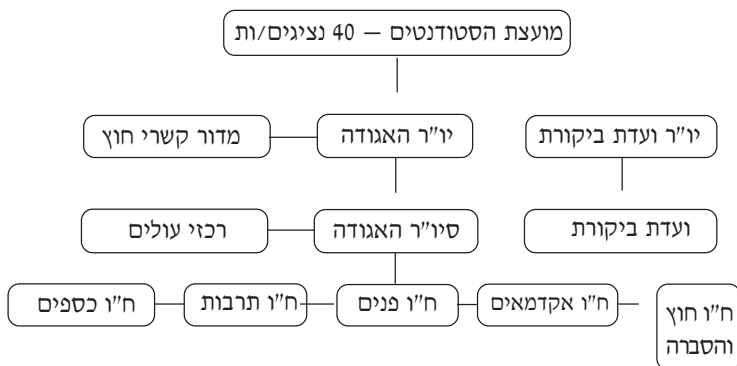 מועצת הסטודנטים – 40 נציגים/ות
יו"ר ועדת ביקורת
יו"ר האגודה
מדור קשרי חוץ
ועדת ביקורת
סיו"ר האגודה
רכזי עולים
ח"ו חוץ
והסברה
ח"ו אקדמאים
ח"ו פנים
ח"ו תרבות
ח"ו כספים